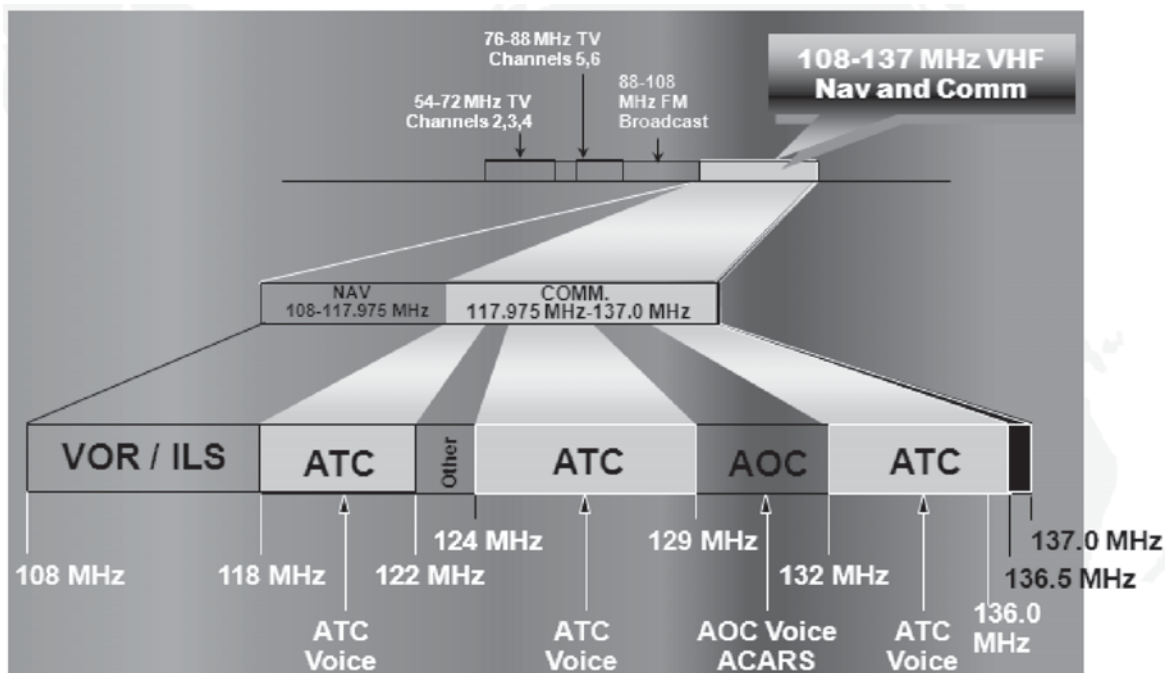 76-88 MHz TV
Channels 5,6
54-72 MHz TV
Channels 2,3,4
88-108
MHz FM
Broadcast
108-137 MHz VHF
Nav and Comm
NAV
108-117.975 MHz
COMM.
117.975 MHz-137.0 MHz
VOR / ILS
ATC
Other
ATC
AOC
ATC
108 MHz
118 MHz
122 MHz
124 MHz
129 MHz
132 MHz
137.0 MHz
136.5 MHz
136.0
MHz
ATC
Voice
ATC
Voice
AOC Voice
ACARS
ATC
Voice